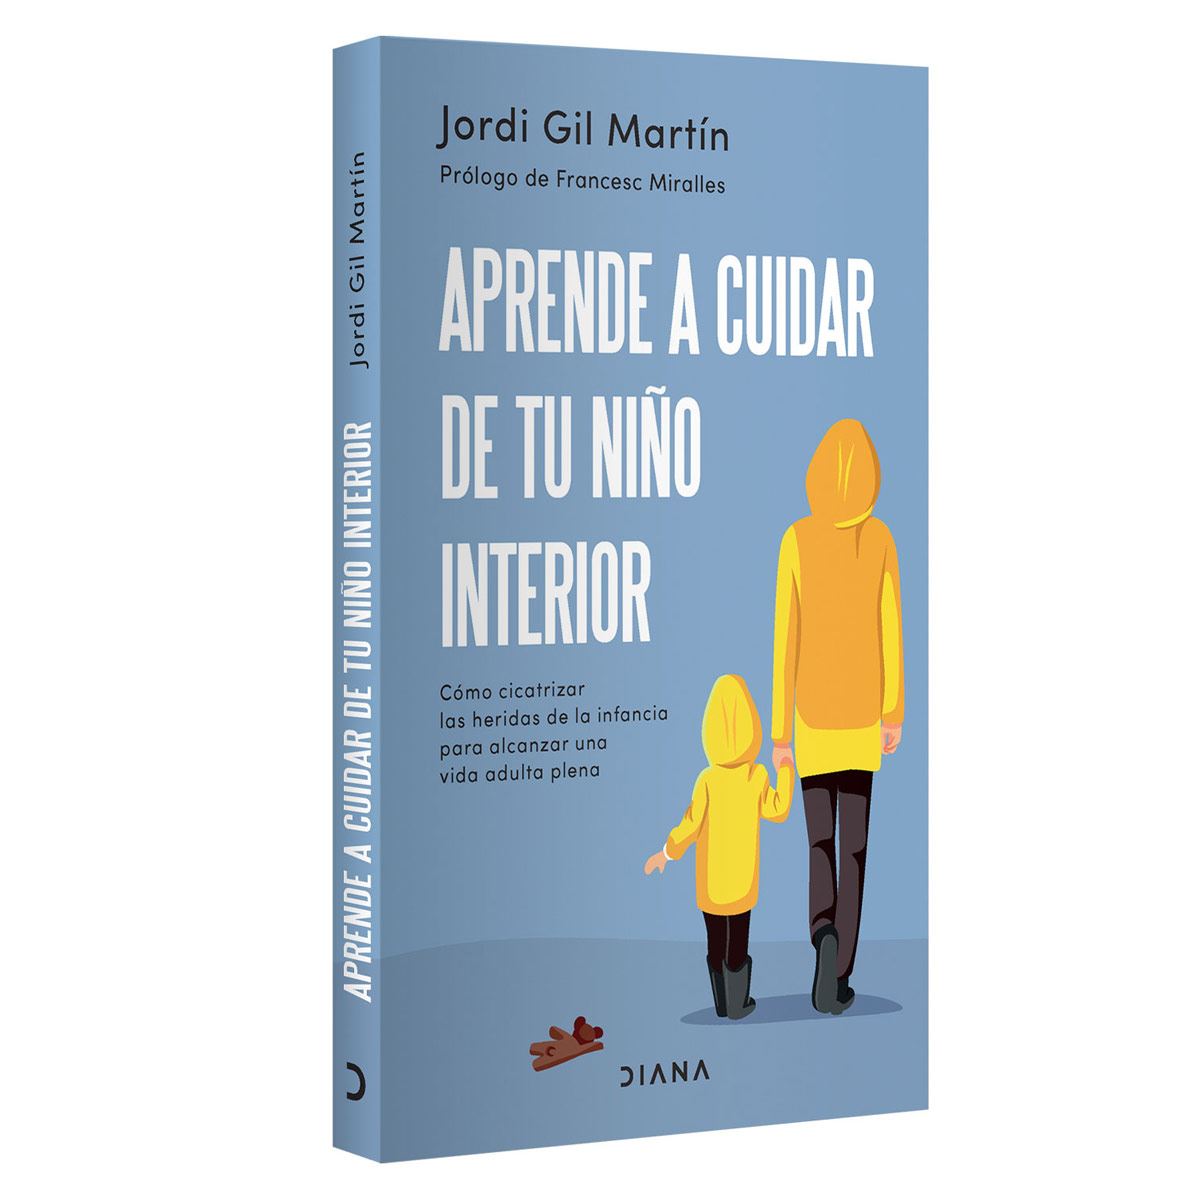 Jordi Gil Martín
Prólogo de Francesc Miralles
APRENDE A CUIDAR
DE TU NIÑO
INTERIOR
Cómo cicatrizar
las heridas de la infancia
para alcanzar una
vida adulta plena
DIANA
Jordi Gil Martín
APRENDE A CUIDAR DE TU NIÑO INTERIOR
D